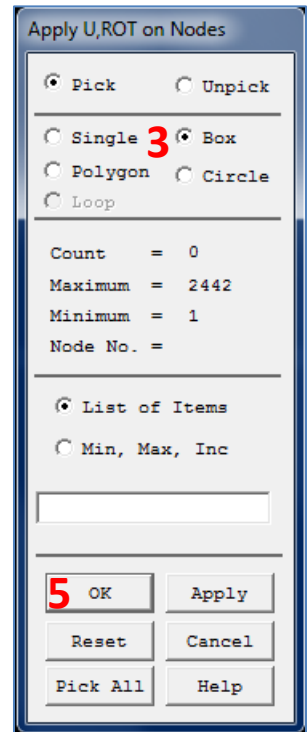 Apply U,ROT on Nodes
Pick Unpick
Single 3 Box
Polygon Circle
Loop
Count = 0
Maximum = 2442
Minimum = 1
Node No. =
List of Items
Min, Max, Inc
5 OK Apply
Reset Cancel
Pick All Help